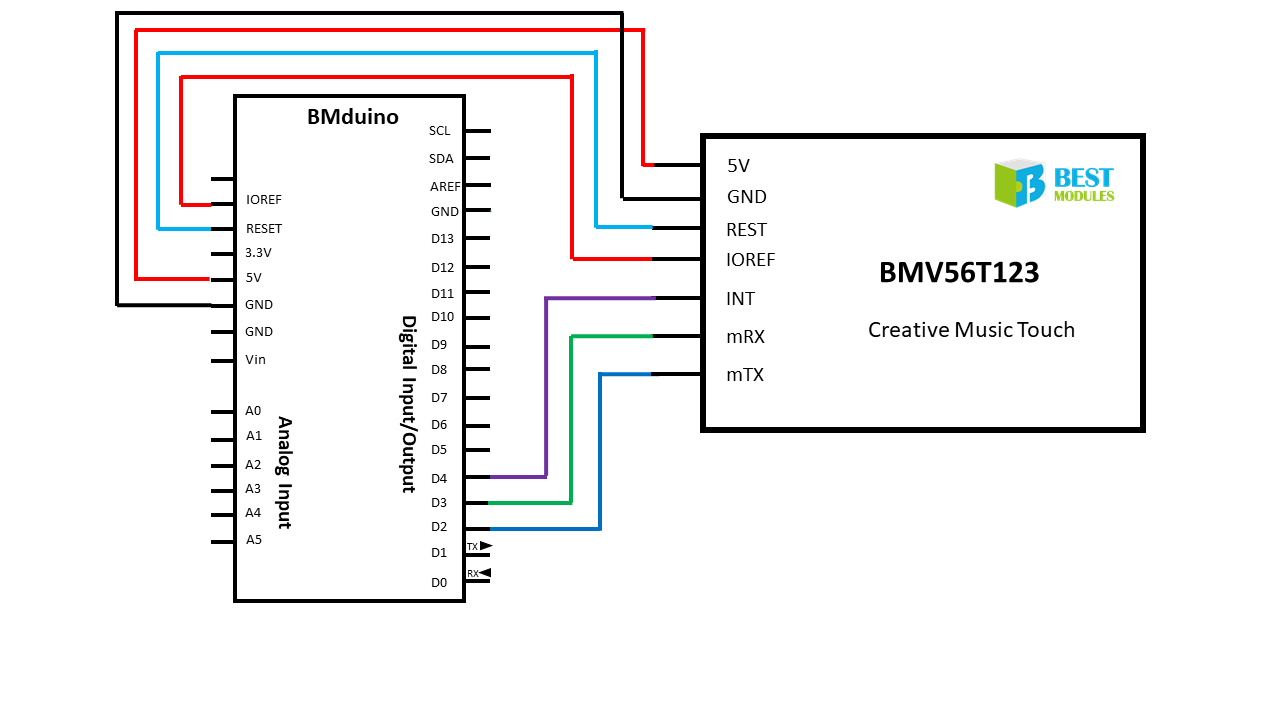 BMduino
IOREF
RESET
3.3V
5V
GND
GND
Vin
A0
A1
A2
A3
A4
A5
Analog Input
SCL
SDA
AREF
GND
D13
D12
D11
D10
D9
D8
D7
D6
D5
D4
D3
D2
D1
D0
TX
RX
Digital Input/Output
5V
GND
REST
IOREF
INT
mRX
mTX
BEST
MODULES
BMV56T123
Creative Music Touch